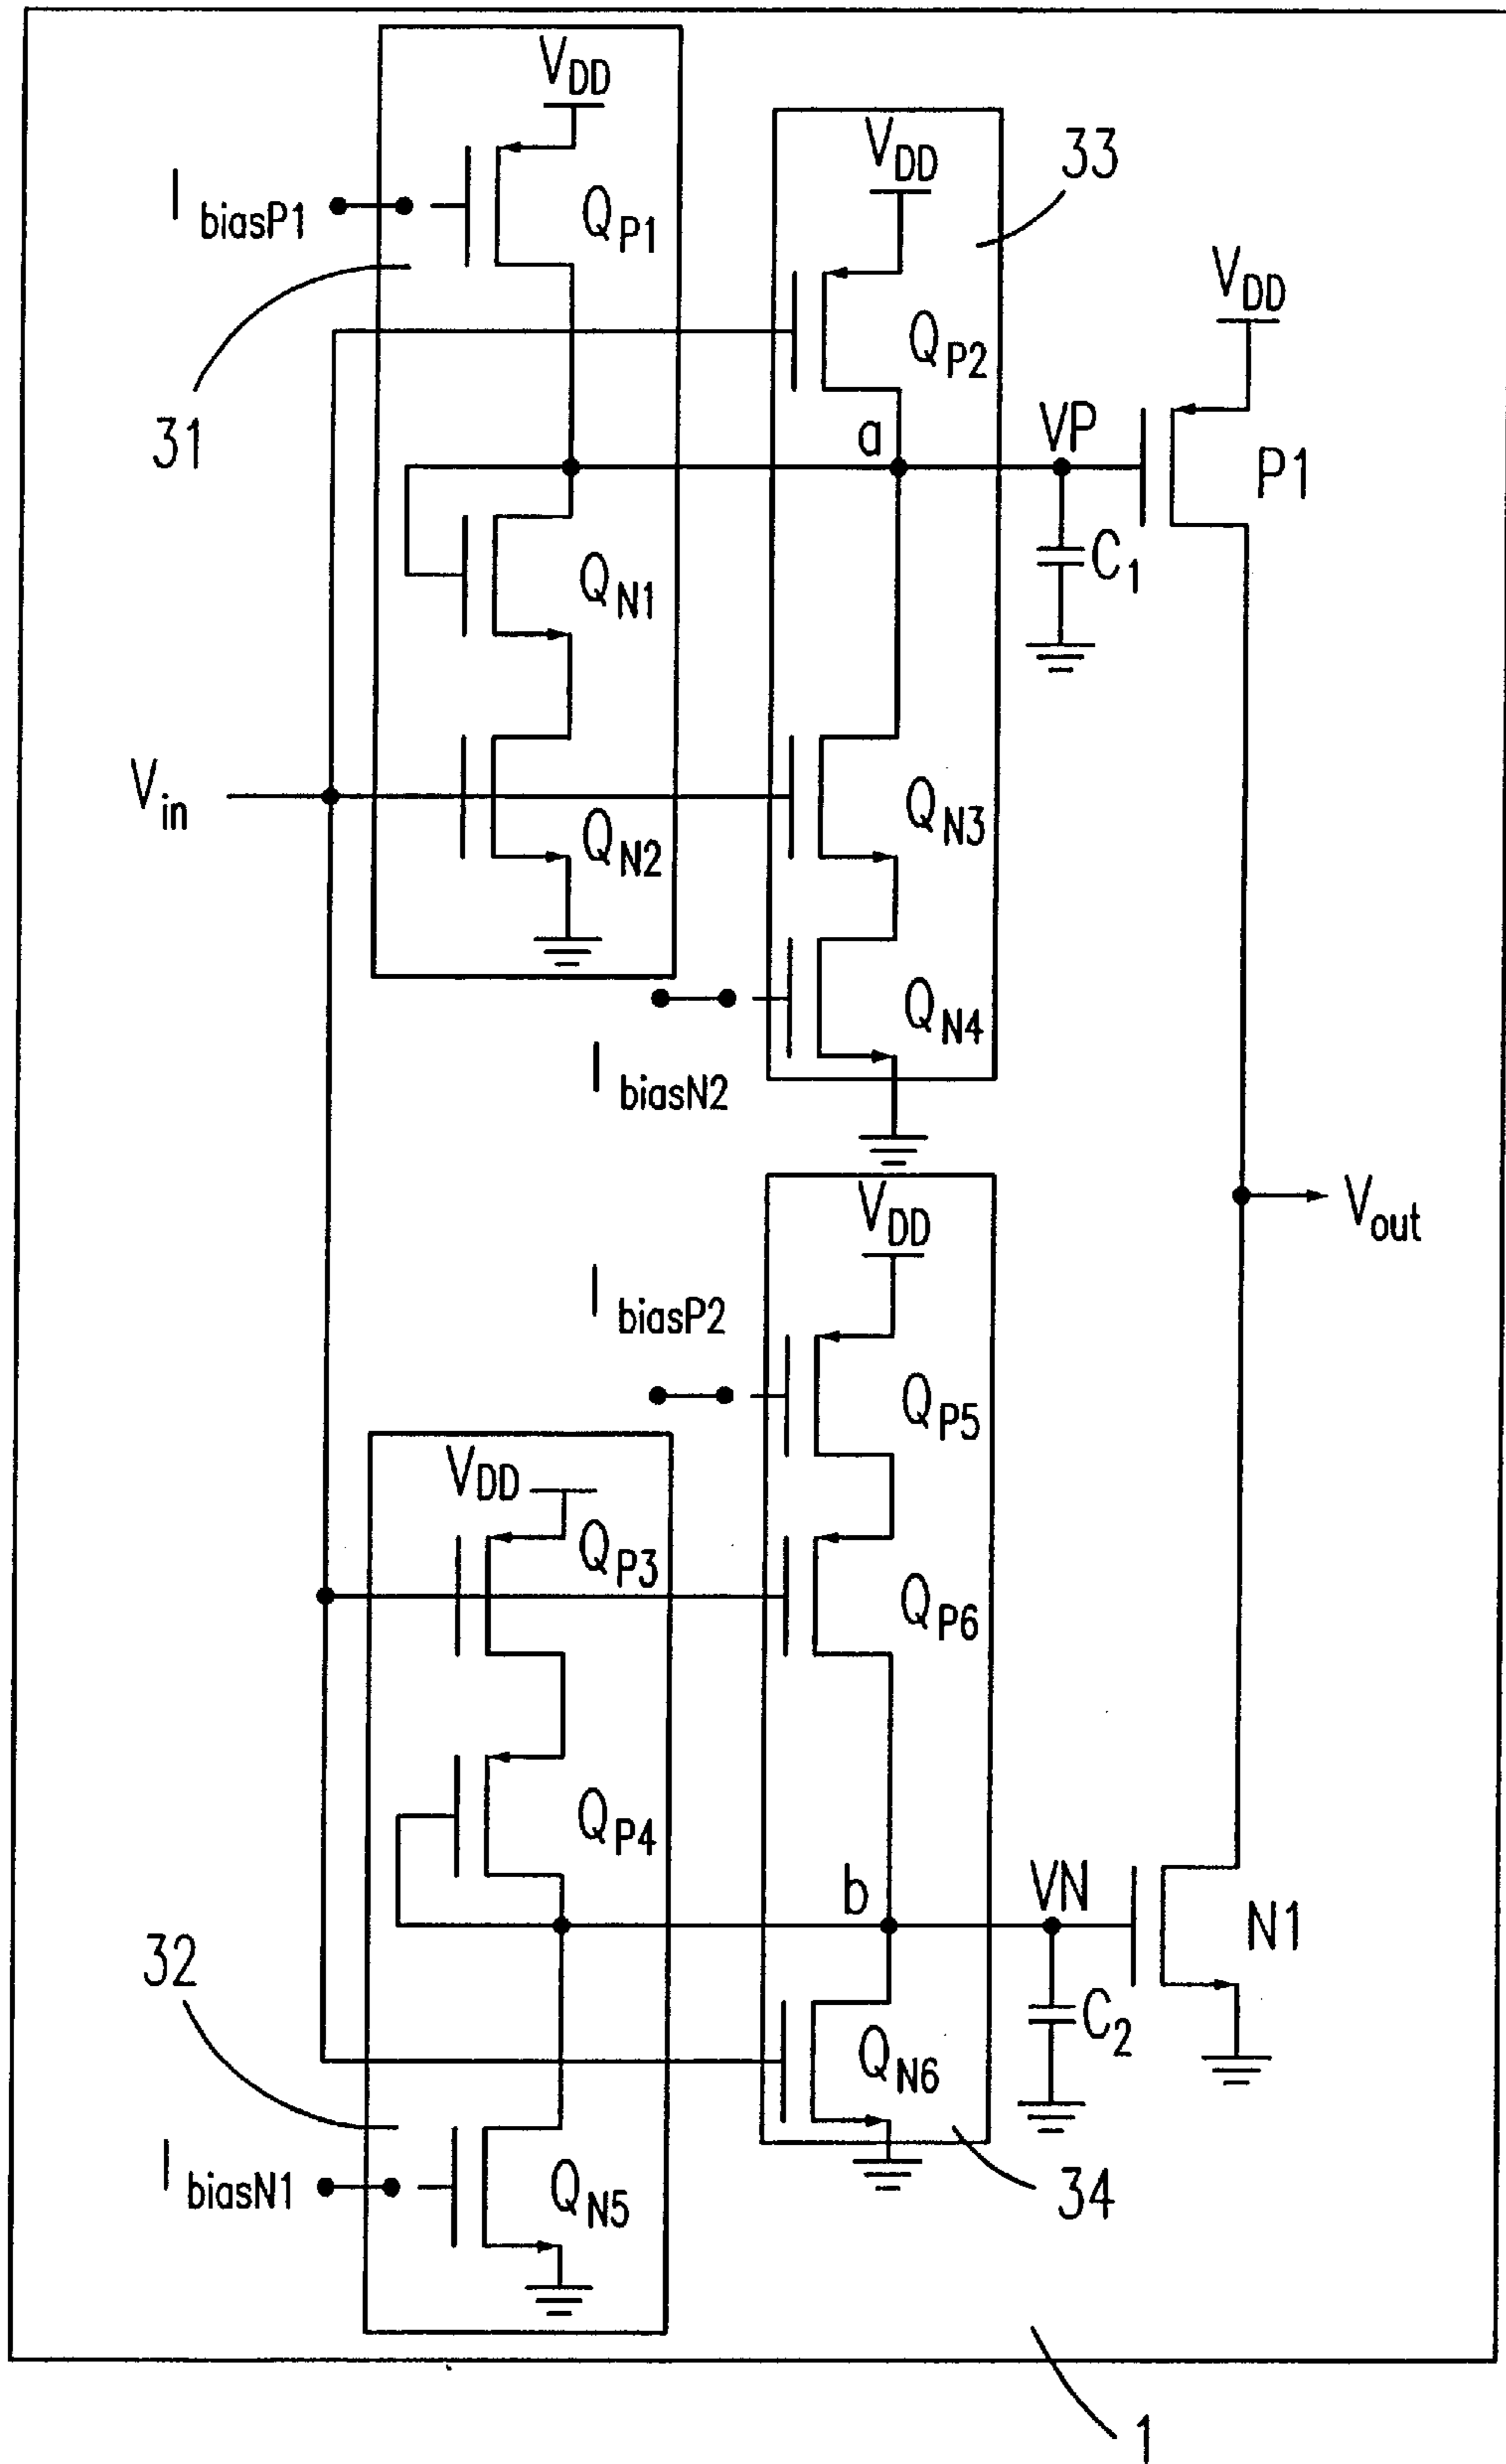 VDD
IbiasP1
QP1
31
VDD
33
QP2
VDD
a
VP
P1
C1
QN1
Vin
QN2
QN3
QN4
IbiasN2
VDD
Vout
IbiasP2
QP5
VDD
QP3
QP6
QP4
b
VN
N1
32
C2
QN6
IbiasN1
QN5
34
1